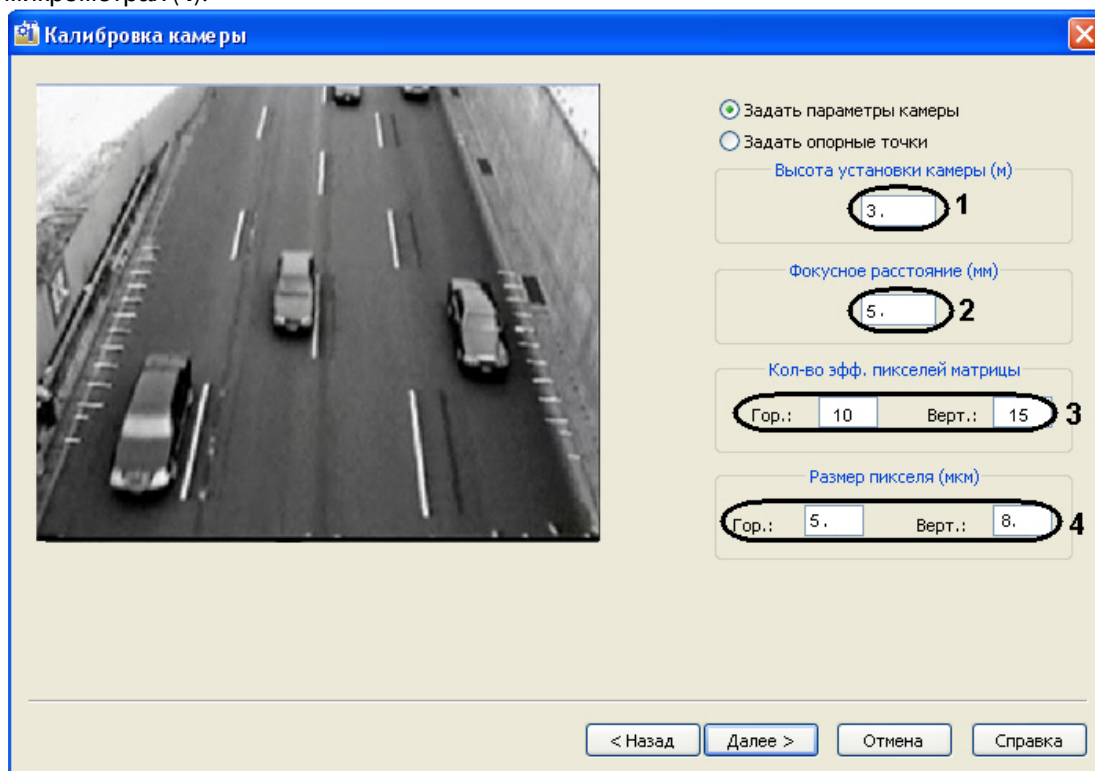 микрометрах (4).
Калибровка камеры
Задать параметры камеры
Задать опорные точки
Высота установки камеры (м)
3. 1
Фокусное расстояние (мм)
5. 2
Кол-во эфф. пикселей матрицы
Гор.: 10 Верт.: 15 3
Размер пикселя (мкм)
Гор.: 5. Верт.: 8. 4
< Назад Далее > Отмена Справка